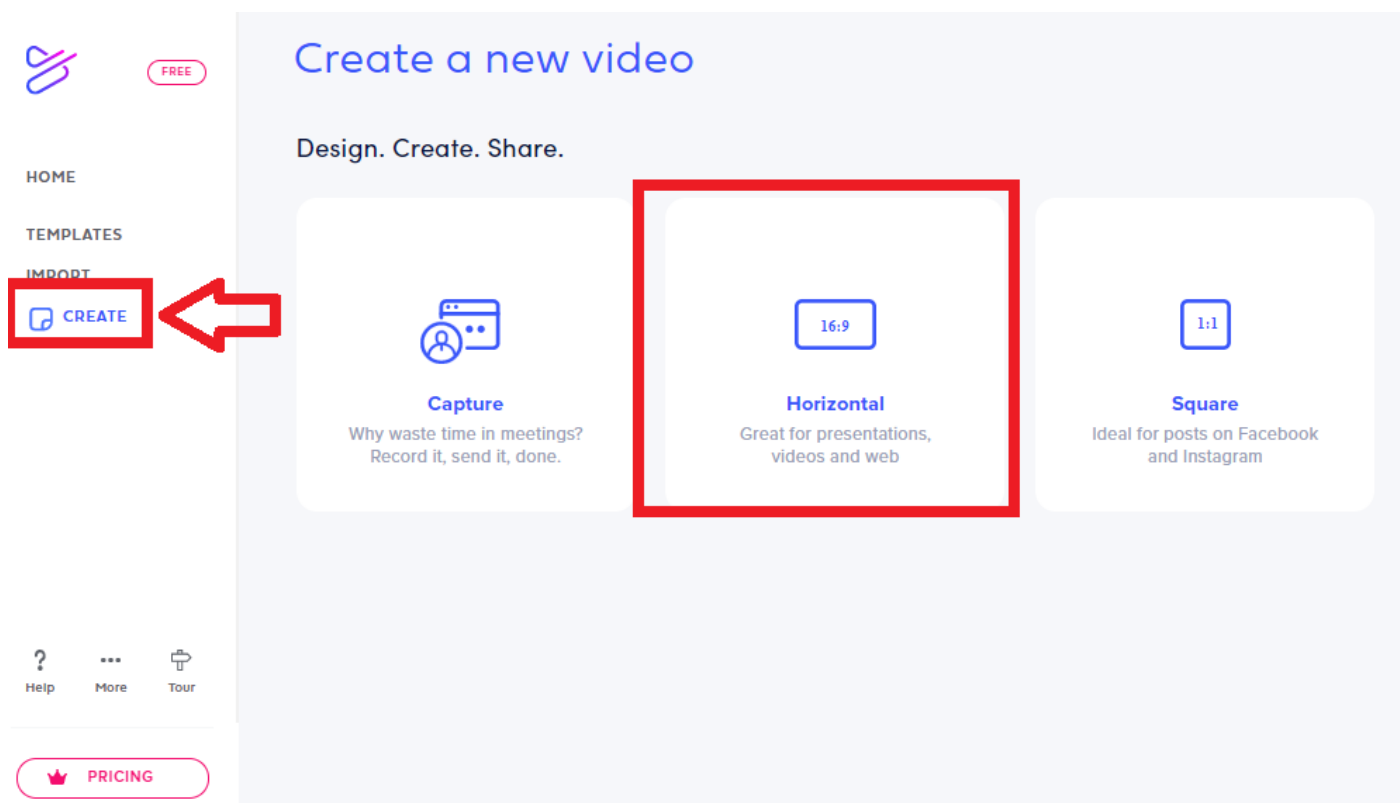 FREE
HOME
TEMPLATES
IMPORT
CREATE
? ...
Help More Tour
PRICING
Create a new video
Design. Create. Share.
Capture
Why waste time in meetings?
Record it, send it, done.
16:9
Horizontal
Great for presentations,
videos and web
1:1
Square
Ideal for posts on Facebook
and Instagram